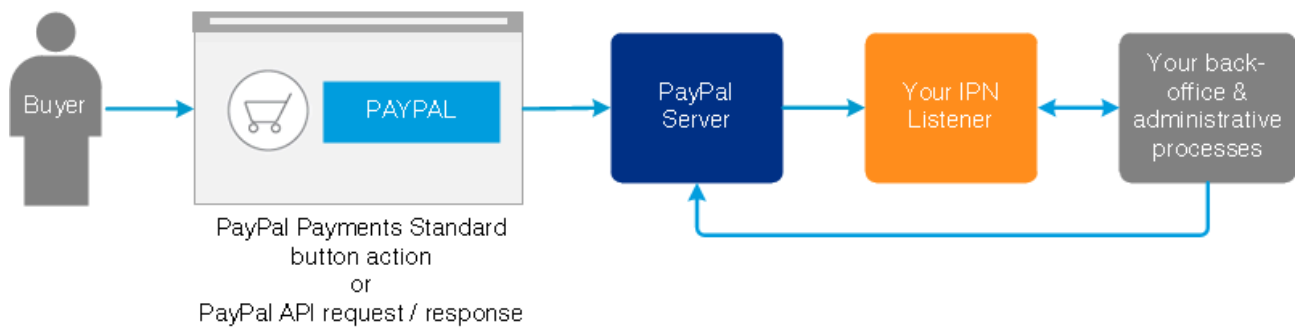 Buyer
PAYPAL
PayPal Payments Standard
button action
or
PayPal API request / response
PayPal
Server
Your IPN
Listener
Your back-
office &
administrative
processes